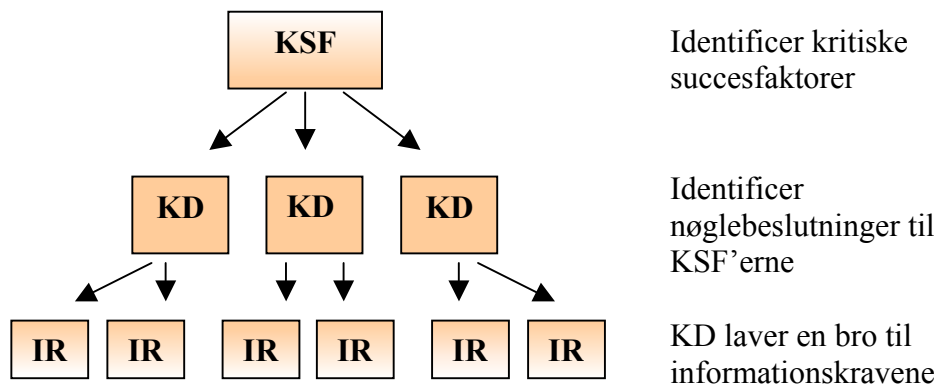 KSF
Identificer kritiske
succesfaktorer
KD KD KD
Identificer
nøglebeslutninger til
KSF’erne
IR IR IR IR IR IR
KD laver en bro til
informationskravene